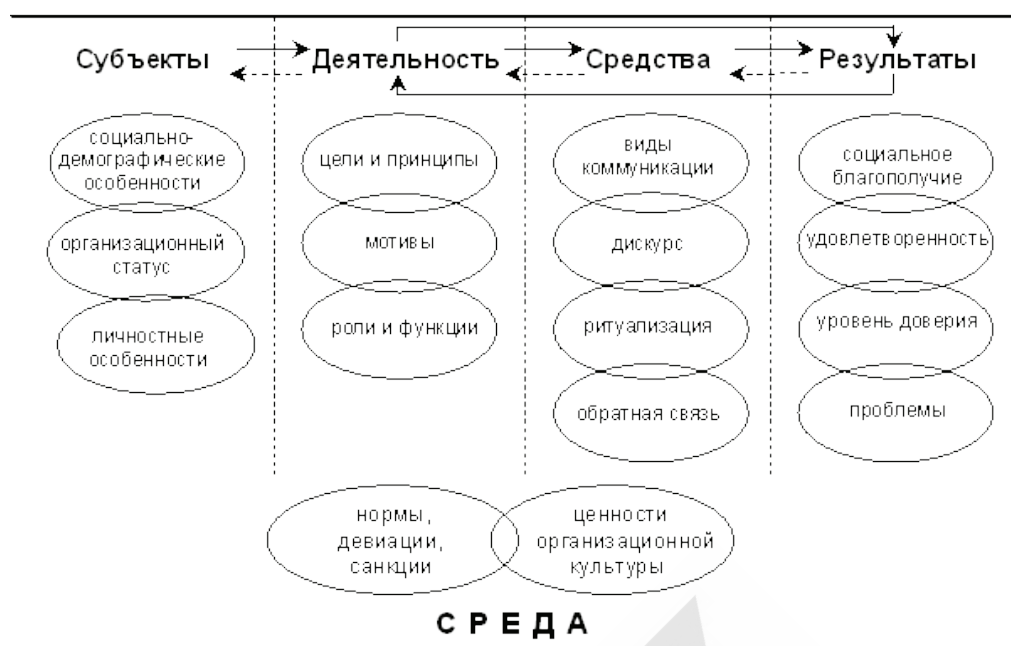 Субъекты Деятельность Средства Результаты
социально-
демографические
особенности
организационный
статус
личностные
особенности
цели и принципы
мотивы
роли и функции
виды
коммуникации
дискурс
ритуализация
обратная связь
социальное
благополучие
удовлетворенность
уровень доверия
проблемы
нормы,
девиации,
санкции
ценности
организационной
культуры
С Р Е Д А